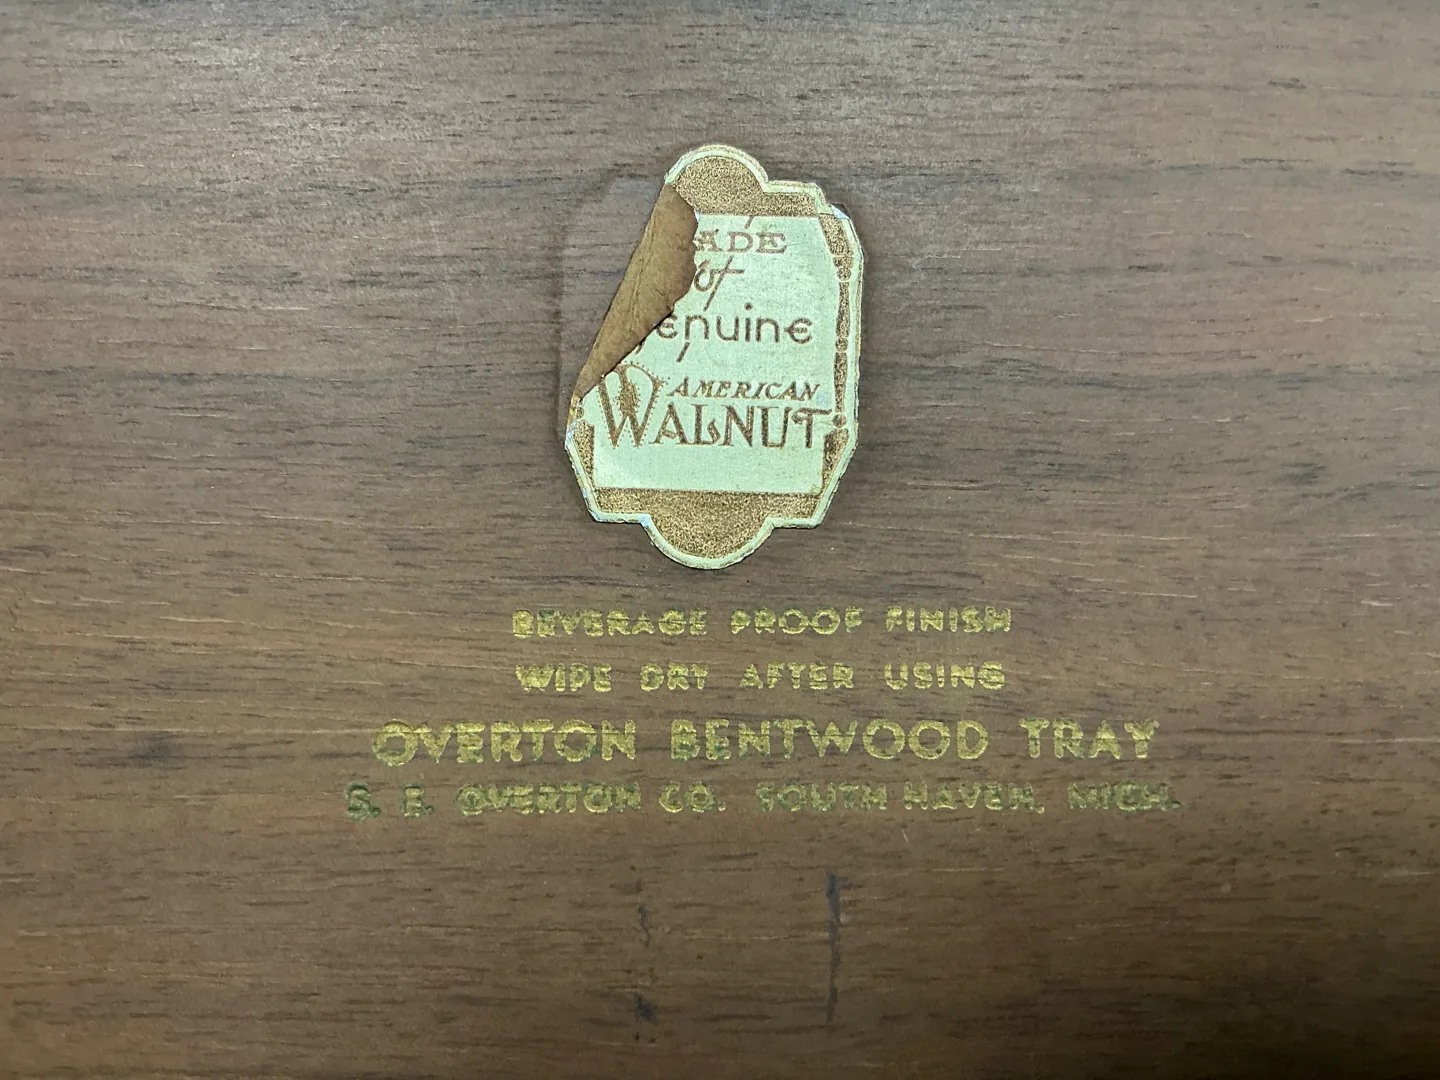 ADE
of
enuine
AMERICAN
WALNUT
BEVERAGE PROOF FINISH
WIPE DRY AFTER USING
OVERTON BENTWOOD TRAY
S. E. OVERTON CO. SOUTH HAVEN, MICH.